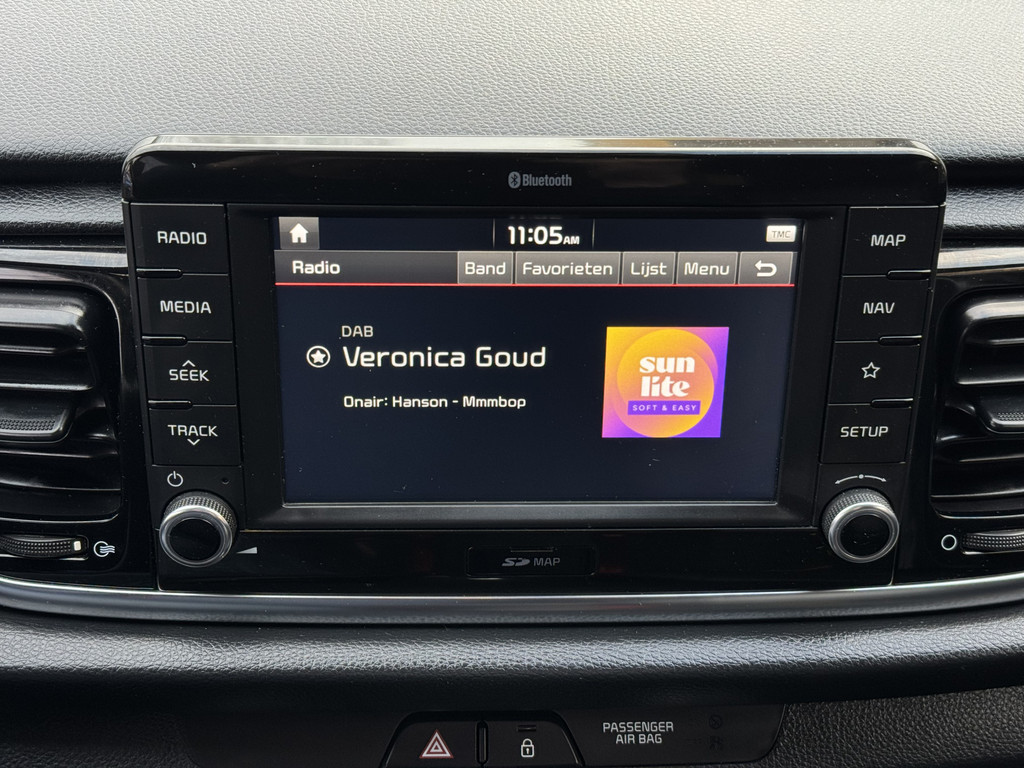 Bluetooth
RADIO
MEDIA
SEEK
TRACK
11:05AM
TMC
Radio
Band
Favorieten
Lijst
Menu
DAB
Veronica Goud
Onair: Hanson - Mmmbop
sun
lite
SOFT & EASY
MAP
NAV
SETUP
SD MAP
PASSENGER
AIR BAG